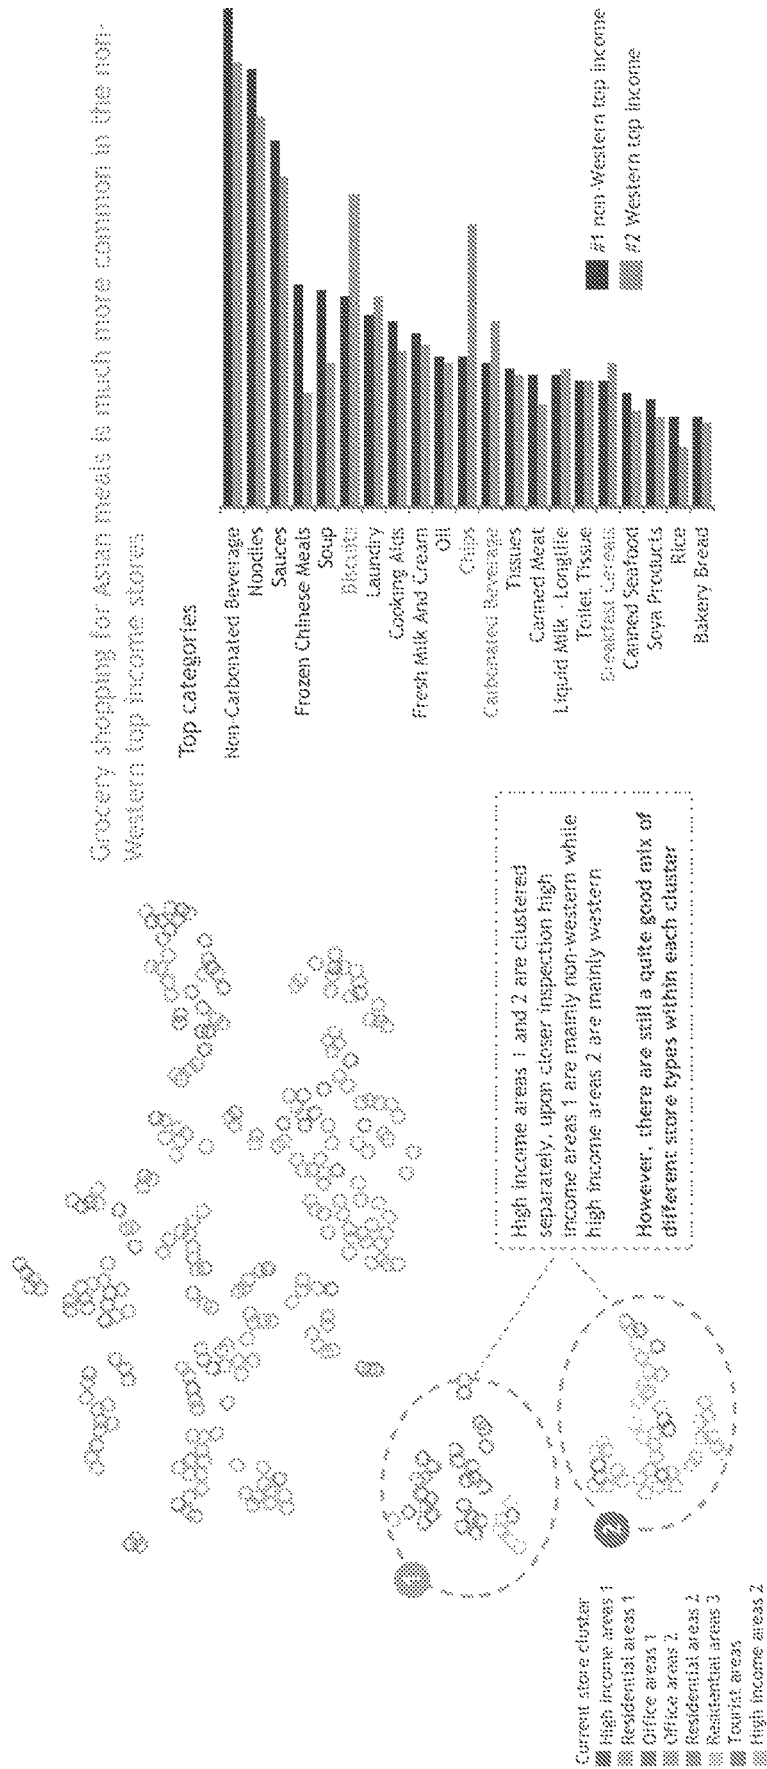 Grocery shopping for Asian meals is much more common in the non-
Western top income stores
Top categories
Non-Carbonated Beverage
Noodles
Sauces
Frozen Chinese Meals
Soup
Biscuits
Laundry
Cooking Aids
Fresh Milk And Cream
Oil
Chips
Carbonated Beverage
Tissues
Canned Meat
Liquid Milk - Longlife
Toilet Tissue
Breakfast Cereals
Canned Seafood
Soya Products
Rice
Bakery Bread
#1 non-Western top income
#2 Western top income
High income areas 1 and 2 are clustered
separately, upon closer inspection high
income areas 1 are mainly non-western while
high income areas 2 are mainly western
However, there are still a quite good mix of
different store types within each cluster
1
2
Current store cluster
High income areas 1
Residential areas 1
Office areas 1
Office areas 2
Residential areas 2
Residential areas 3
Tourist areas
High income areas 2